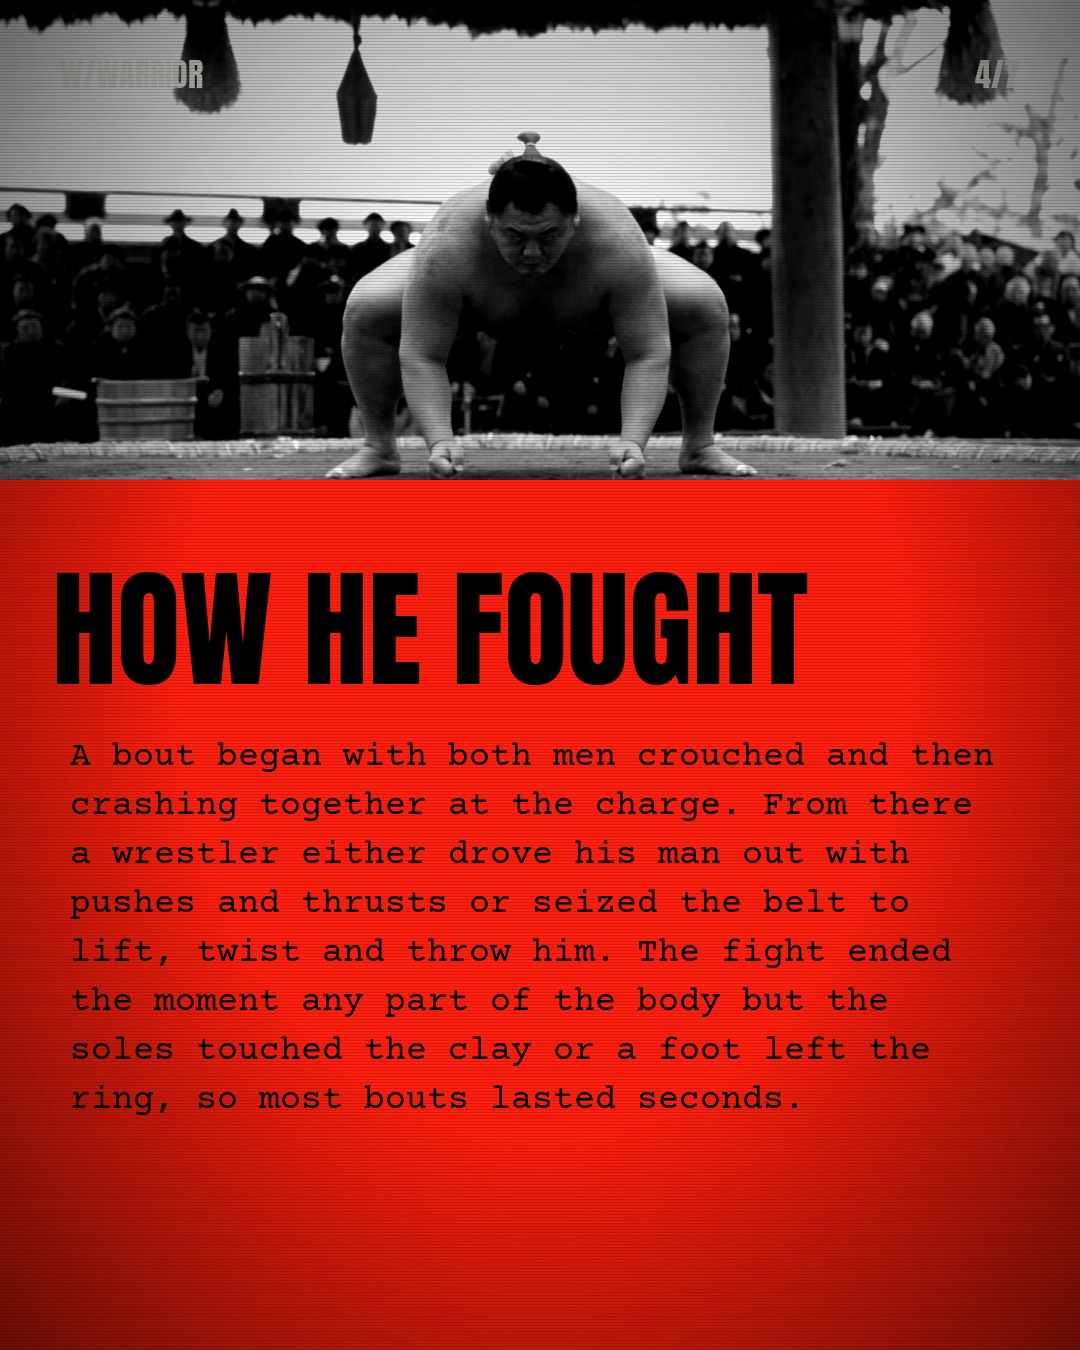 W/WARRIOR
4/7
HOW HE FOUGHT
A bout began with both men crouched and then
crashing together at the charge. From there
a wrestler either drove his man out with
pushes and thrusts or seized the belt to
lift, twist and throw him. The fight ended
the moment any part of the body but the
soles touched the clay or a foot left the
ring, so most bouts lasted seconds.